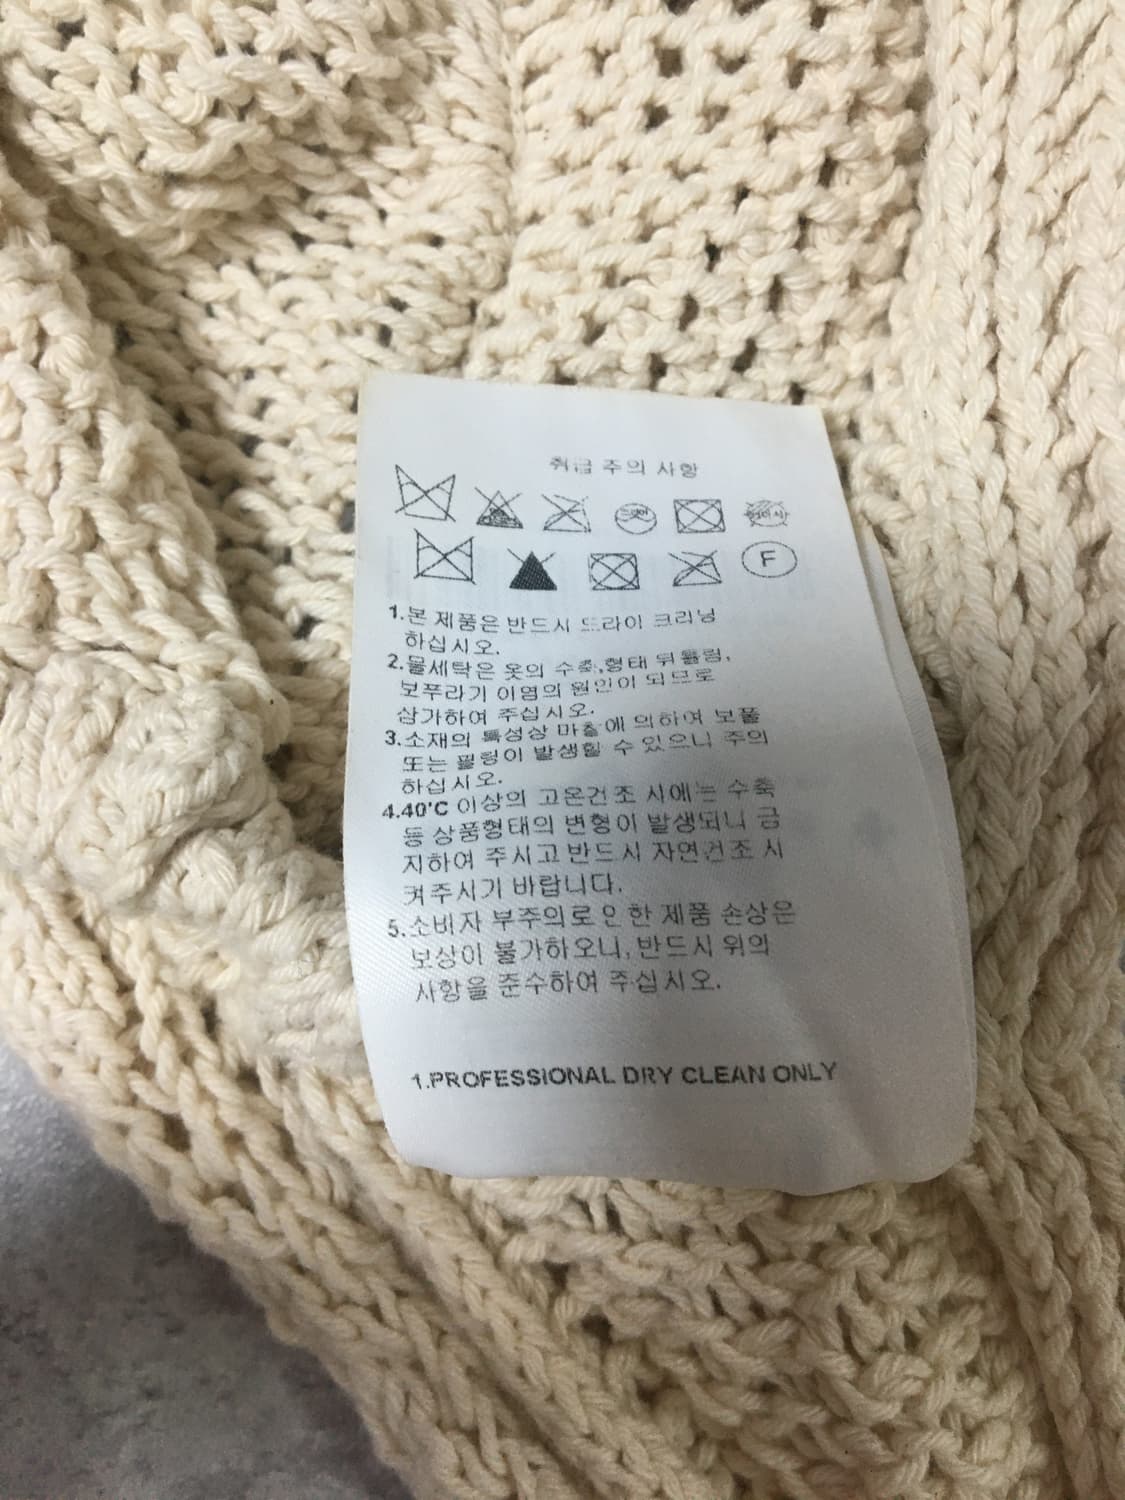 취급 주의 사항
드라이
F
1.본 제품은 반드시 드라이 크리닝
하십시오.
2.물세탁은 옷의 수축,형태 뒤틀림,
보푸라기 이염의 원인이 되므로
삼가하여 주십시오.
3.소재의 특성상 마찰에 의하여 보풀
또는 필링이 발생할 수 있으니 주의
하십시오.
4.40'C 이상의 고온건조 시에는 수축
등 상품형태의 변형이 발생되니 금
지하여 주시고 반드시 자연건조 시
켜주시기 바랍니다.
5.소비자 부주의로인한 제품 손상은
보상이 불가하오니, 반드시 위의
사항을 준수하여 주십시오.
1.PROFESSIONAL DRY CLEAN ONLY